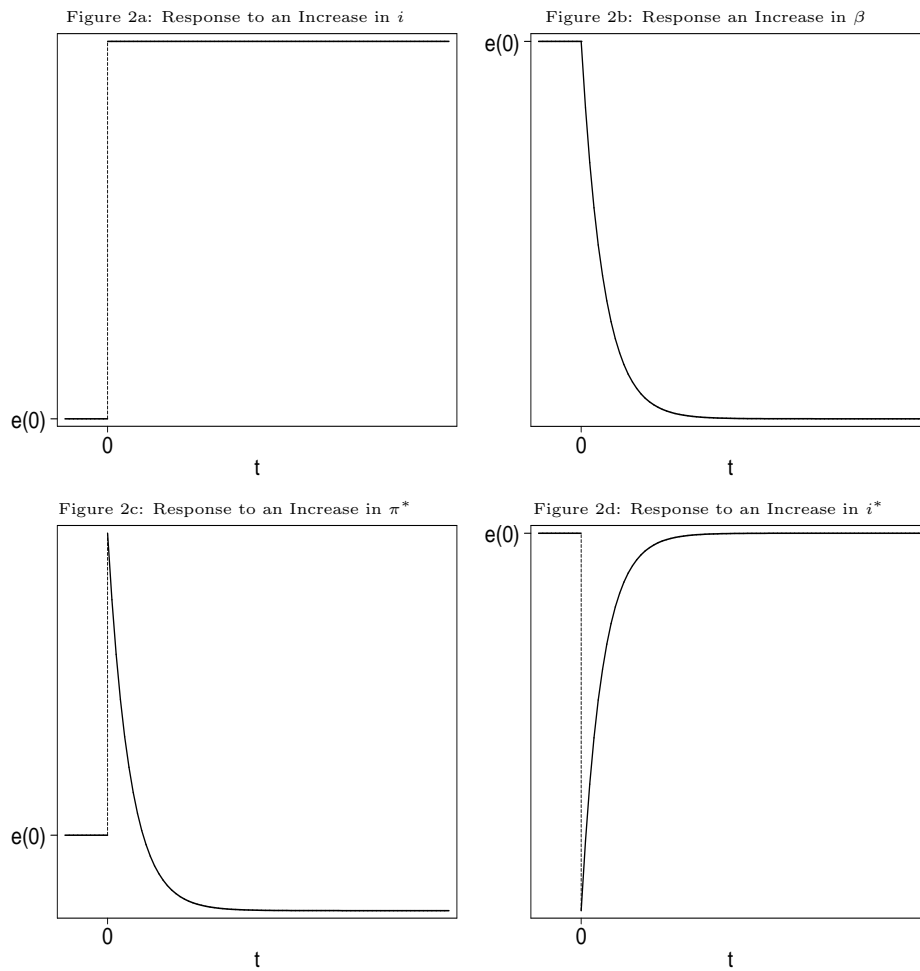 Figure 2a: Response to an Increase in i
e(0)
0
t
Figure 2b: Response an Increase in β
e(0)
0
t
Figure 2c: Response to an Increase in π*
e(0)
0
t
Figure 2d: Response to an Increase in i*
e(0)
0
t